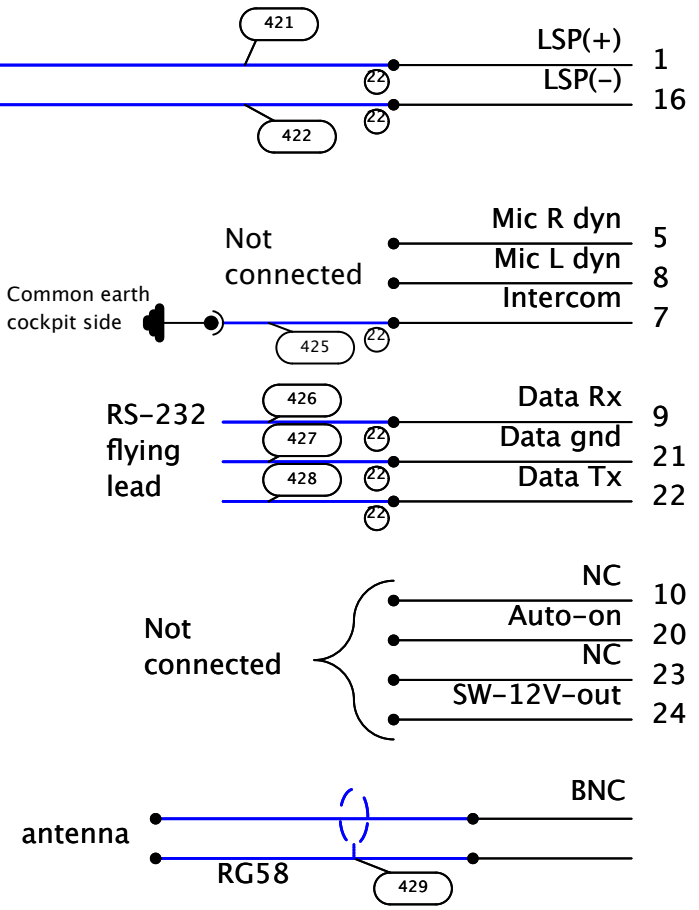 421
LSP(+)
1
22
LSP(−)
16
22
422
Not
connected
Mic R dyn
5
Mic L dyn
8
Common earth
cockpit side
Intercom
7
425
22
RS−232
flying
lead
426
Data Rx
9
22
427
Data gnd
21
22
428
Data Tx
22
22
Not
connected
NC
10
Auto−on
20
NC
23
SW−12V−out
24
antenna
BNC
RG58
429